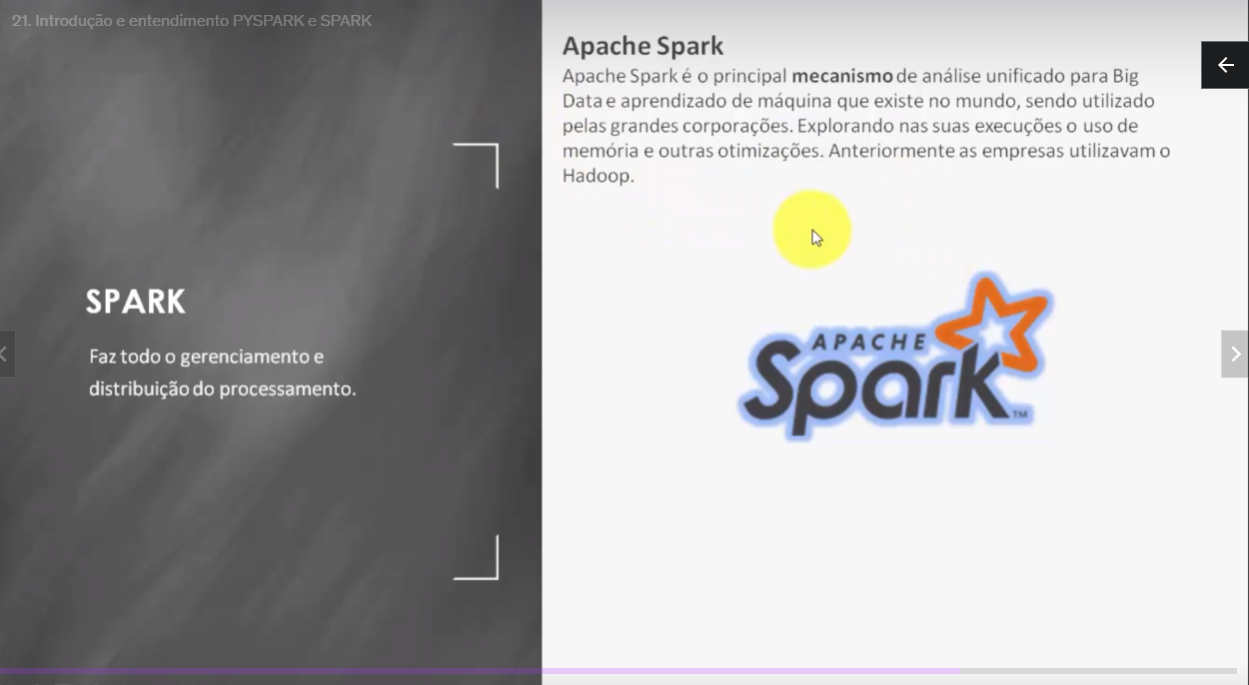 21. Introdução e entendimento PYSPARK e SPARK
SPARK
Faz todo o gerenciamento e
distribuição do processamento.
Apache Spark
Apache Spark é o principal mecanismo de análise unificado para Big
Data e aprendizado de máquina que existe no mundo, sendo utilizado
pelas grandes corporações. Explorando nas suas execuções o uso de
memória e outras otimizações. Anteriormente as empresas utilizavam o
Hadoop.
APACHE
Spark™